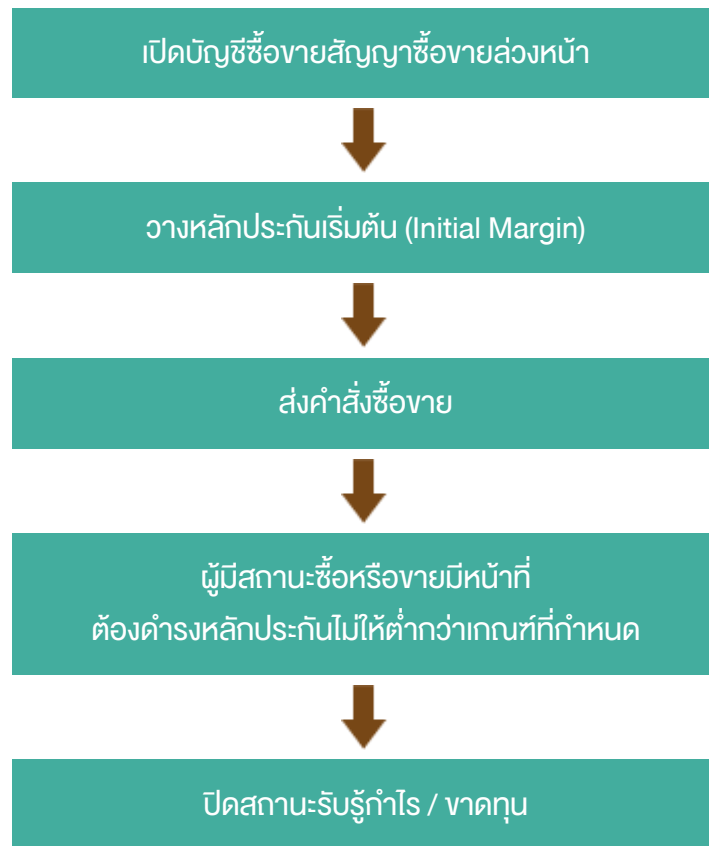 เปิดบัญชีซื้อขายสัญญาซื้อขายล่วงหน้า
วางหลักประกันเริ่มต้น (Initial Margin)
ส่งคำสั่งซื้อขาย
ผู้มีสถานะซื้อหรือขายมีหน้าที่
ต้องดำรงหลักประกันไม่ให้ต่ำกว่าเกณฑ์ที่กำหนด
ปิดสถานะรับรู้กำไร / ขาดทุน